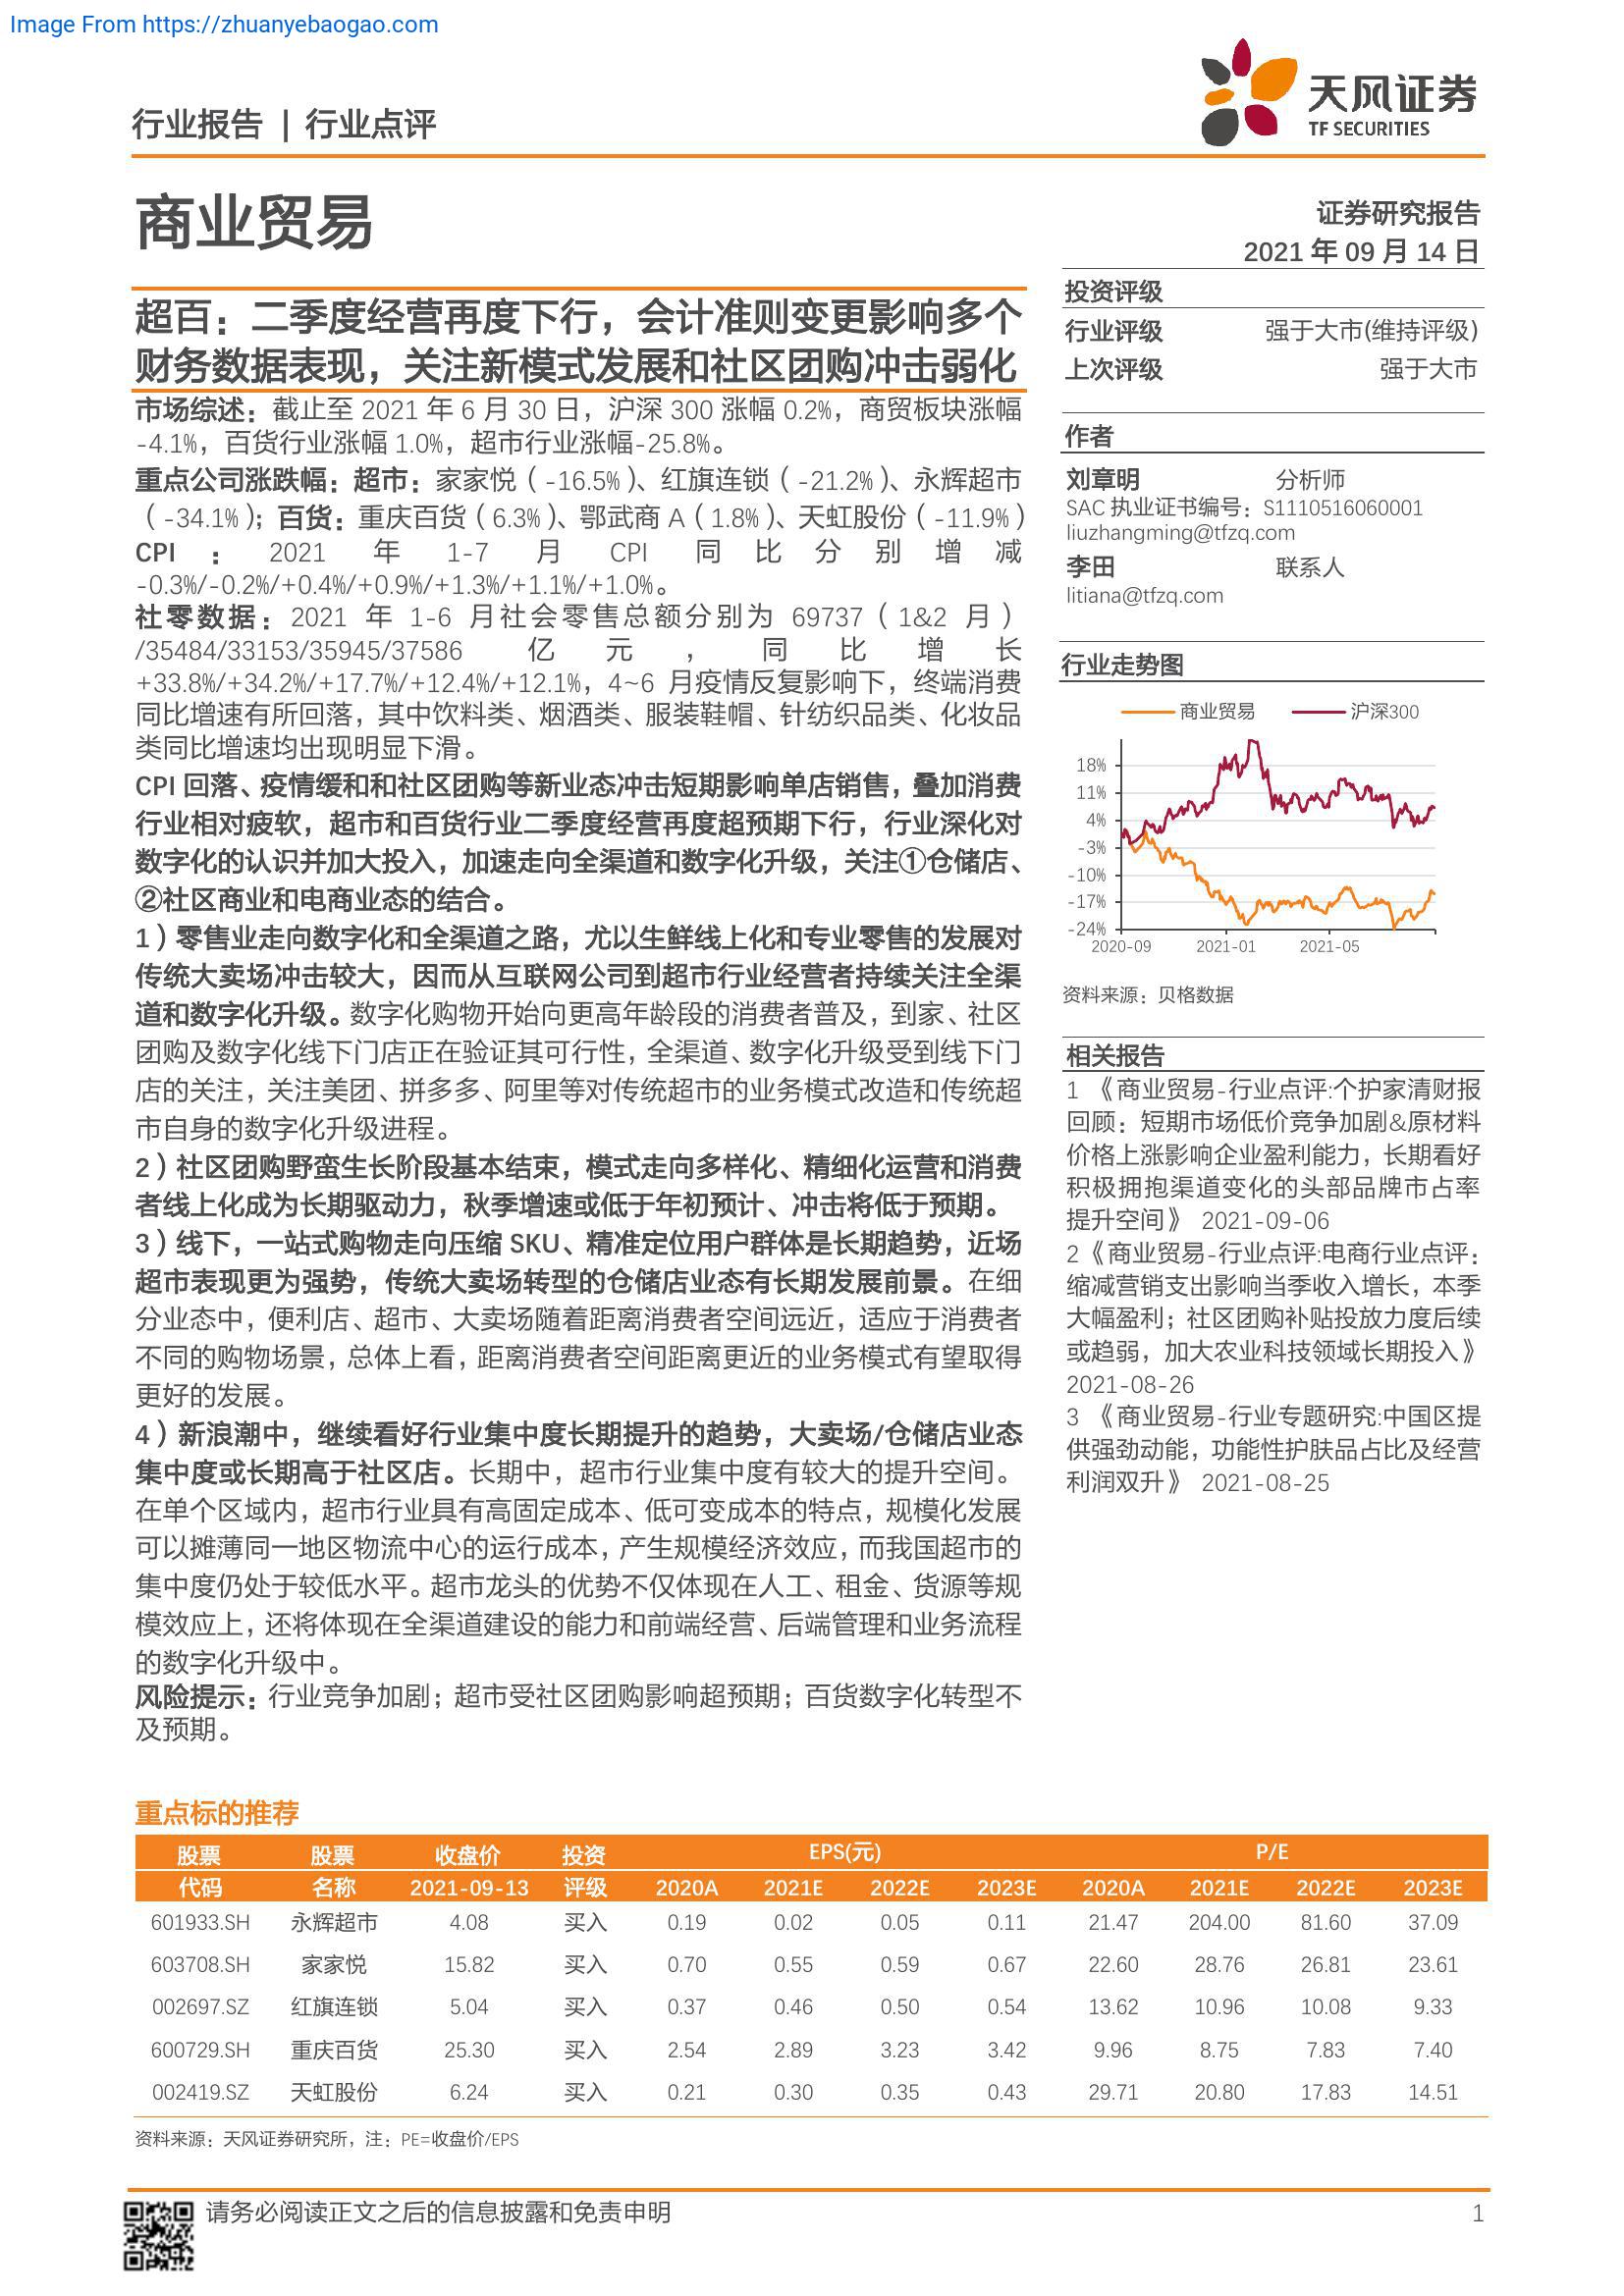 Image From https://zhuanyebaogao.com
行业报告 | 行业点评
天风证券
TF SECURITIES
商业贸易
证券研究报告
2021 年 09 月 14 日
超百：二季度经营再度下行，会计准则变更影响多个
财务数据表现，关注新模式发展和社区团购冲击弱化
市场综述：截止至 2021 年 6 月 30 日，沪深 300 涨幅 0.2%，商贸板块涨幅
-4.1%，百货行业涨幅 1.0%，超市行业涨幅-25.8%。
重点公司涨跌幅：超市：家家悦（-16.5%）、红旗连锁（-21.2%）、永辉超市
（-34.1%）；百货：重庆百货（6.3%）、鄂武商 A（1.8%）、天虹股份（-11.9%）
CPI ： 2021 年 1-7 月 CPI 同比分别增减
-0.3%/-0.2%/+0.4%/+0.9%/+1.3%/+1.1%/+1.0%。
社零数据：2021 年 1-6 月社会零售总额分别为 69737（1&2 月）
/35484/33153/35945/37586 亿元，同比增长
+33.8%/+34.2%/+17.7%/+12.4%/+12.1%，4~6 月疫情反复影响下，终端消费
同比增速有所回落，其中饮料类、烟酒类、服装鞋帽、针纺织品类、化妆品
类同比增速均出现明显下滑。
CPI 回落、疫情缓和和社区团购等新业态冲击短期影响单店销售，叠加消费
行业相对疲软，超市和百货行业二季度经营再度超预期下行，行业深化对
数字化的认识并加大投入，加速走向全渠道和数字化升级，关注①仓储店、
②社区商业和电商业态的结合。
1）零售业走向数字化和全渠道之路，尤以生鲜线上化和专业零售的发展对
传统大卖场冲击较大，因而从互联网公司到超市行业经营者持续关注全渠
道和数字化升级。数字化购物开始向更高年龄段的消费者普及，到家、社区
团购及数字化线下门店正在验证其可行性，全渠道、数字化升级受到线下门
店的关注，关注美团、拼多多、阿里等对传统超市的业务模式改造和传统超
市自身的数字化升级进程。
2）社区团购野蛮生长阶段基本结束，模式走向多样化、精细化运营和消费
者线上化成为长期驱动力，秋季增速或低于年初预计、冲击将低于预期。
3）线下，一站式购物走向压缩 SKU、精准定位用户群体是长期趋势，近场
超市表现更为强势，传统大卖场转型的仓储店业态有长期发展前景。在细
分业态中，便利店、超市、大卖场随着距离消费者空间远近，适应于消费者
不同的购物场景，总体上看，距离消费者空间距离更近的业务模式有望取得
更好的发展。
4）新浪潮中，继续看好行业集中度长期提升的趋势，大卖场/仓储店业态
集中度或长期高于社区店。长期中，超市行业集中度有较大的提升空间。
在单个区域内，超市行业具有高固定成本、低可变成本的特点，规模化发展
可以摊薄同一地区物流中心的运行成本，产生规模经济效应，而我国超市的
集中度仍处于较低水平。超市龙头的优势不仅体现在人工、租金、货源等规
模效应上，还将体现在全渠道建设的能力和前端经营、后端管理和业务流程
的数字化升级中。
风险提示：行业竞争加剧；超市受社区团购影响超预期；百货数字化转型不
及预期。
投资评级
行业评级 强于大市(维持评级)
上次评级 强于大市
作者
刘章明 分析师
SAC 执业证书编号：S1110516060001
liuzhangming@tfzq.com
李田 联系人
litiana@tfzq.com
行业走势图
商业贸易 沪深300
18%
11%
4%
-3%
-10%
-17%
-24%
2020-09 2021-01 2021-05
资料来源：贝格数据
相关报告
1 《商业贸易-行业点评:个护家清财报
回顾：短期市场低价竞争加剧&原材料
价格上涨影响企业盈利能力，长期看好
积极拥抱渠道变化的头部品牌市占率
提升空间》 2021-09-06
2《商业贸易-行业点评:电商行业点评：
缩减营销支出影响当季收入增长，本季
大幅盈利；社区团购补贴投放力度后续
或趋弱，加大农业科技领域长期投入》
2021-08-26
3 《商业贸易-行业专题研究:中国区提
供强劲动能，功能性护肤品占比及经营
利润双升》 2021-08-25
重点标的推荐
股票 股票 收盘价 投资 EPS(元) P/E
代码 名称 2021-09-13 评级 2020A 2021E 2022E 2023E 2020A 2021E 2022E 2023E
601933.SH 永辉超市 4.08 买入 0.19 0.02 0.05 0.11 21.47 204.00 81.60 37.09
603708.SH 家家悦 15.82 买入 0.70 0.55 0.59 0.67 22.60 28.76 26.81 23.61
002697.SZ 红旗连锁 5.04 买入 0.37 0.46 0.50 0.54 13.62 10.96 10.08 9.33
600729.SH 重庆百货 25.30 买入 2.54 2.89 3.23 3.42 9.96 8.75 7.83 7.40
002419.SZ 天虹股份 6.24 买入 0.21 0.30 0.35 0.43 29.71 20.80 17.83 14.51
资料来源：天风证券研究所，注：PE=收盘价/EPS
请务必阅读正文之后的信息披露和免责申明 1